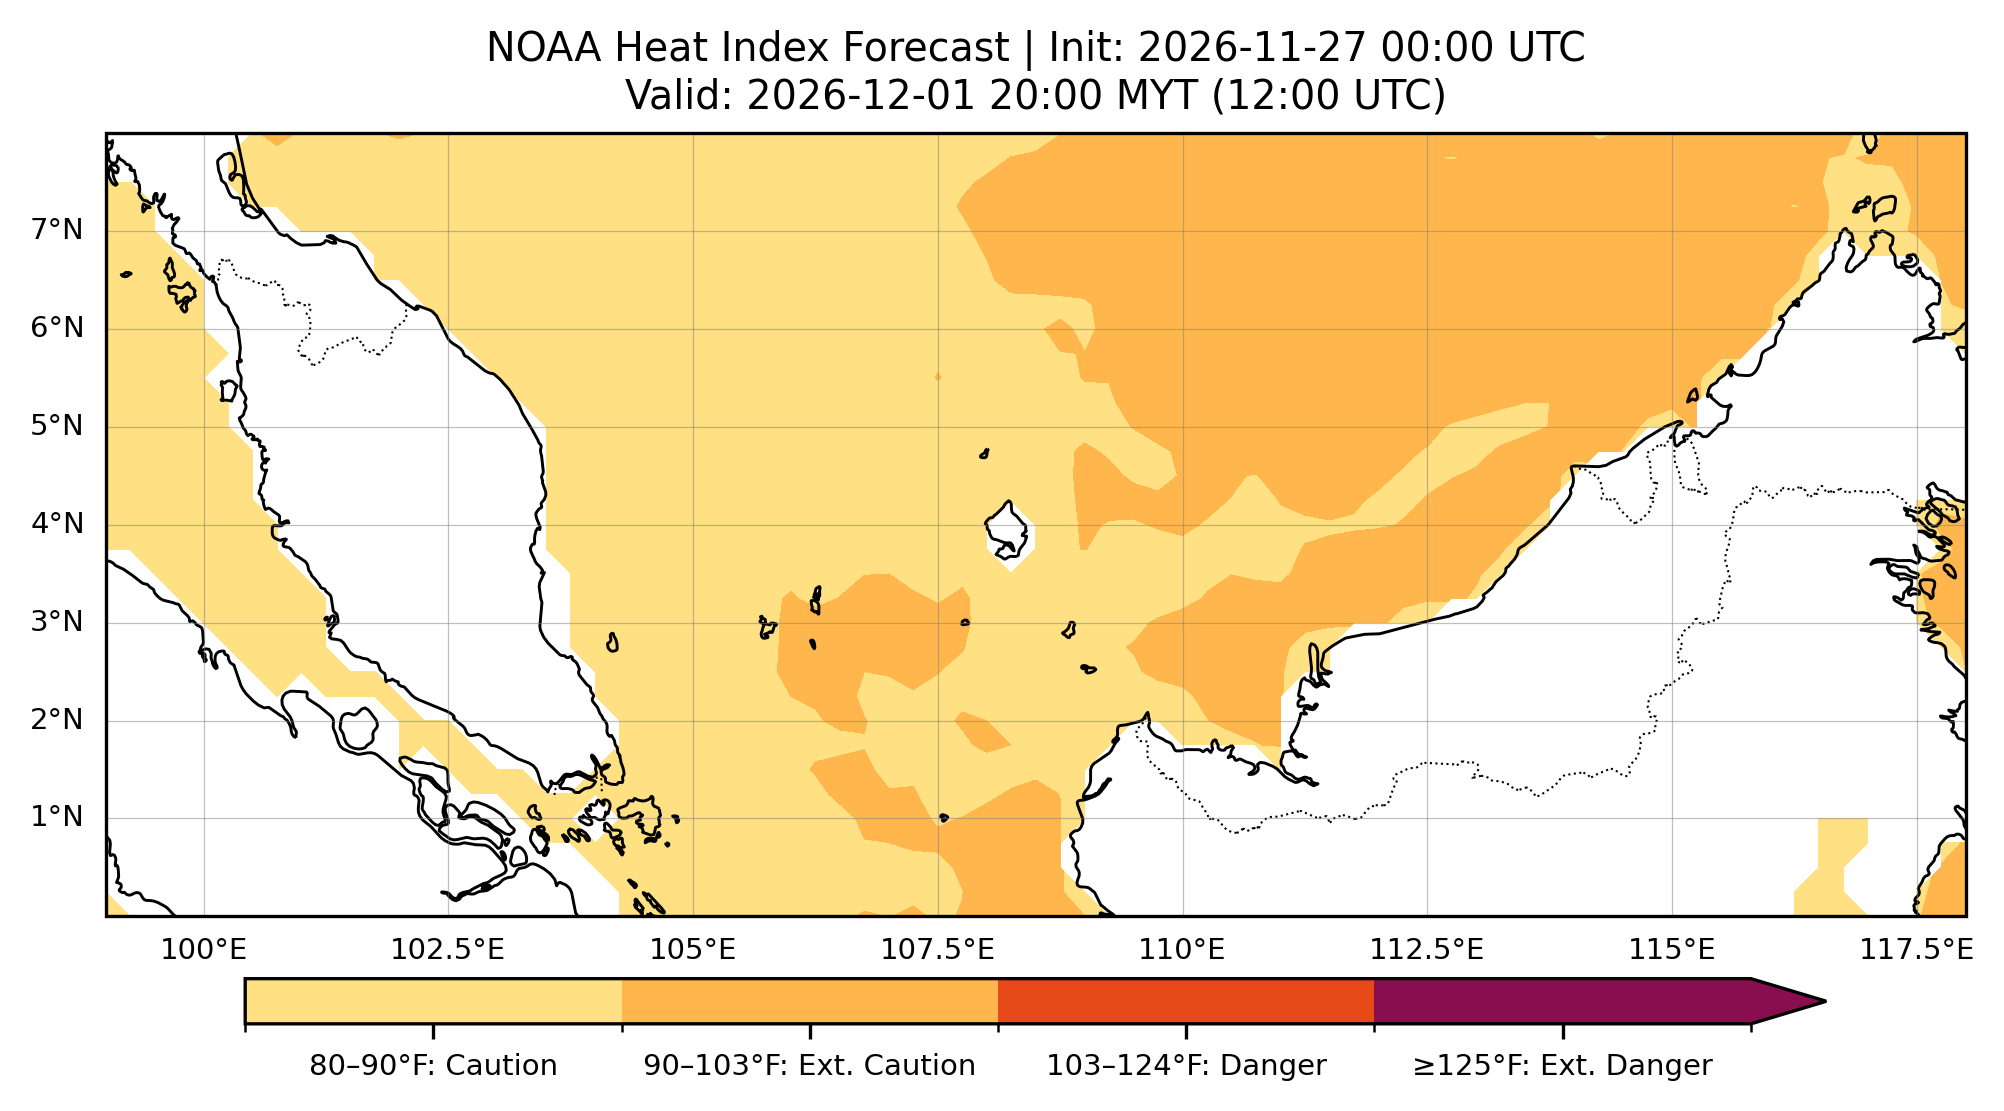 NOAA Heat Index Forecast | Init: 2026-11-27 00:00 UTC
Valid: 2026-12-01 20:00 MYT (12:00 UTC)
7°N
6°N
5°N
4°N
3°N
2°N
1°N
100°E 102.5°E 105°E 107.5°E 110°E 112.5°E 115°E 117.5°E
80–90°F: Caution 90–103°F: Ext. Caution 103–124°F: Danger ≥125°F: Ext. Danger